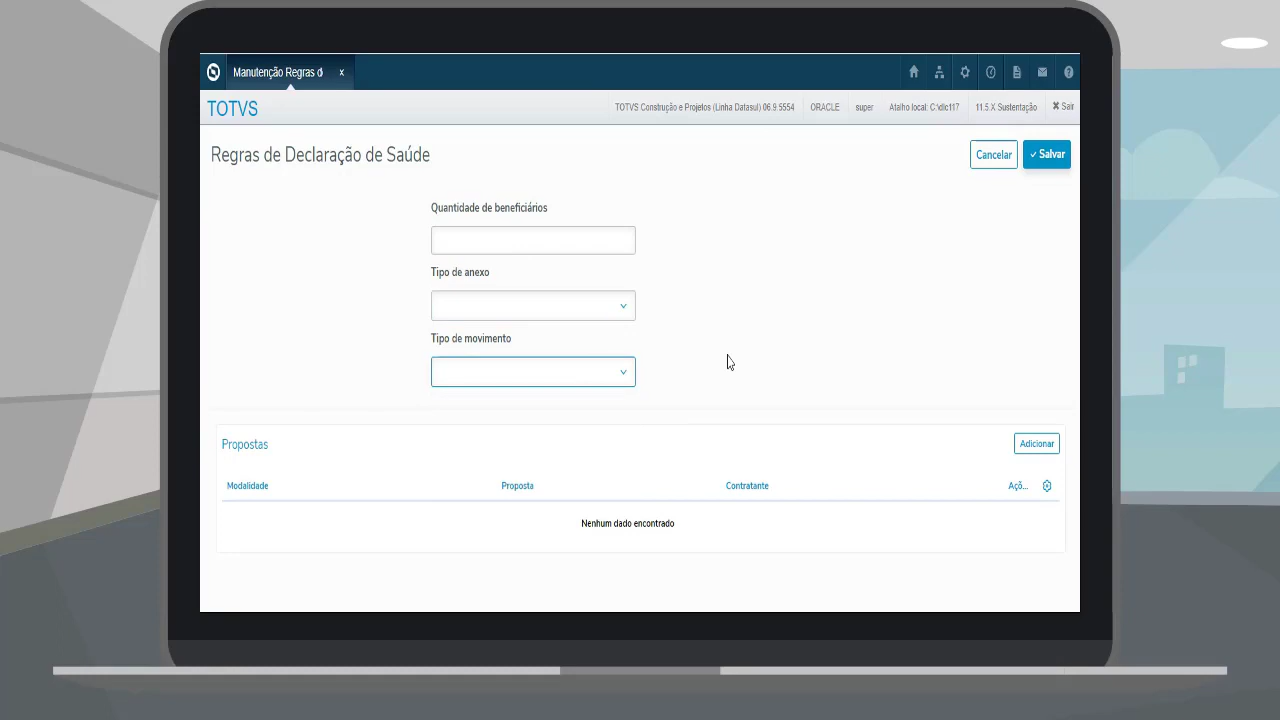 Manutenção Regras d
x
TOTVS
TOTVS Construção e Projetos (Linha Datasul) 06.9.5554
ORACLE
super
Atalho local: C:\dlc117
11.5.X Sustentação
Sair
Regras de Declaração de Saúde
Cancelar
Salvar
Quantidade de beneficiários
Tipo de anexo
Tipo de movimento
Propostas
Adicionar
Modalidade Proposta Contratante Açõ...
Nenhum dado encontrado